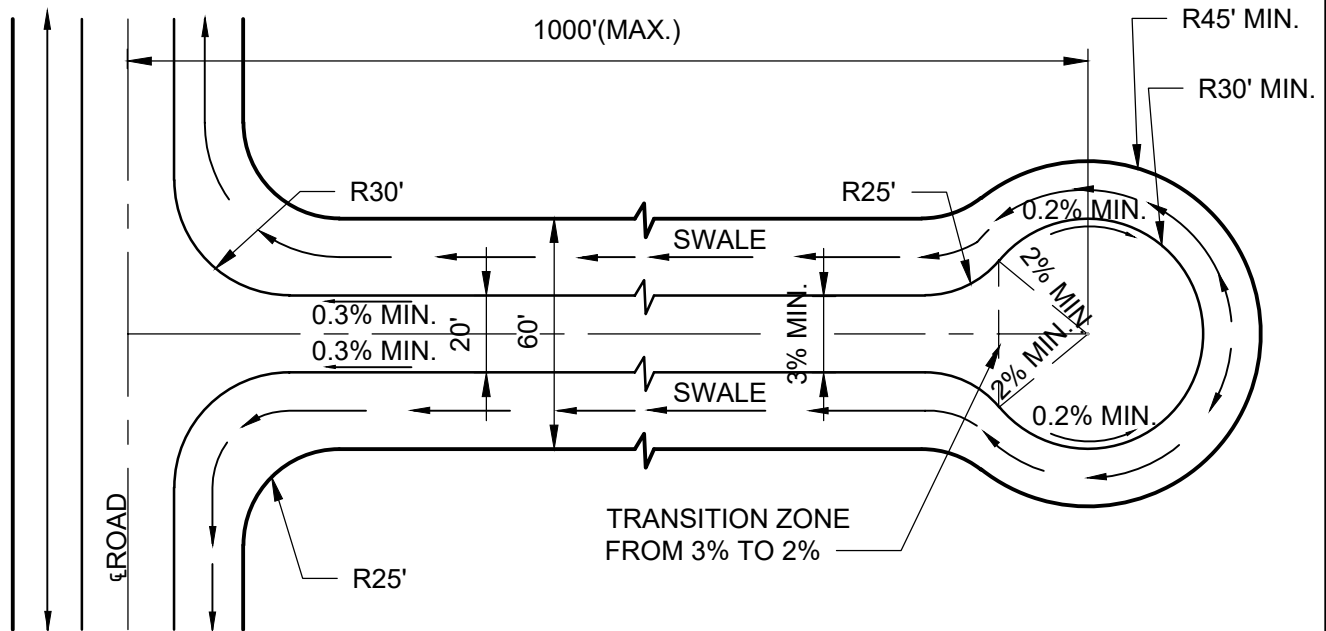 1000'(MAX.)
R45' MIN.
R30' MIN.
R30'
R25'
0.2% MIN.
SWALE
2% MIN.
0.3% MIN.
20'
60'
3% MIN.
0.3% MIN.
2% MIN.
SWALE
0.2% MIN.
℄ROAD
TRANSITION ZONE
FROM 3% TO 2%
R25'